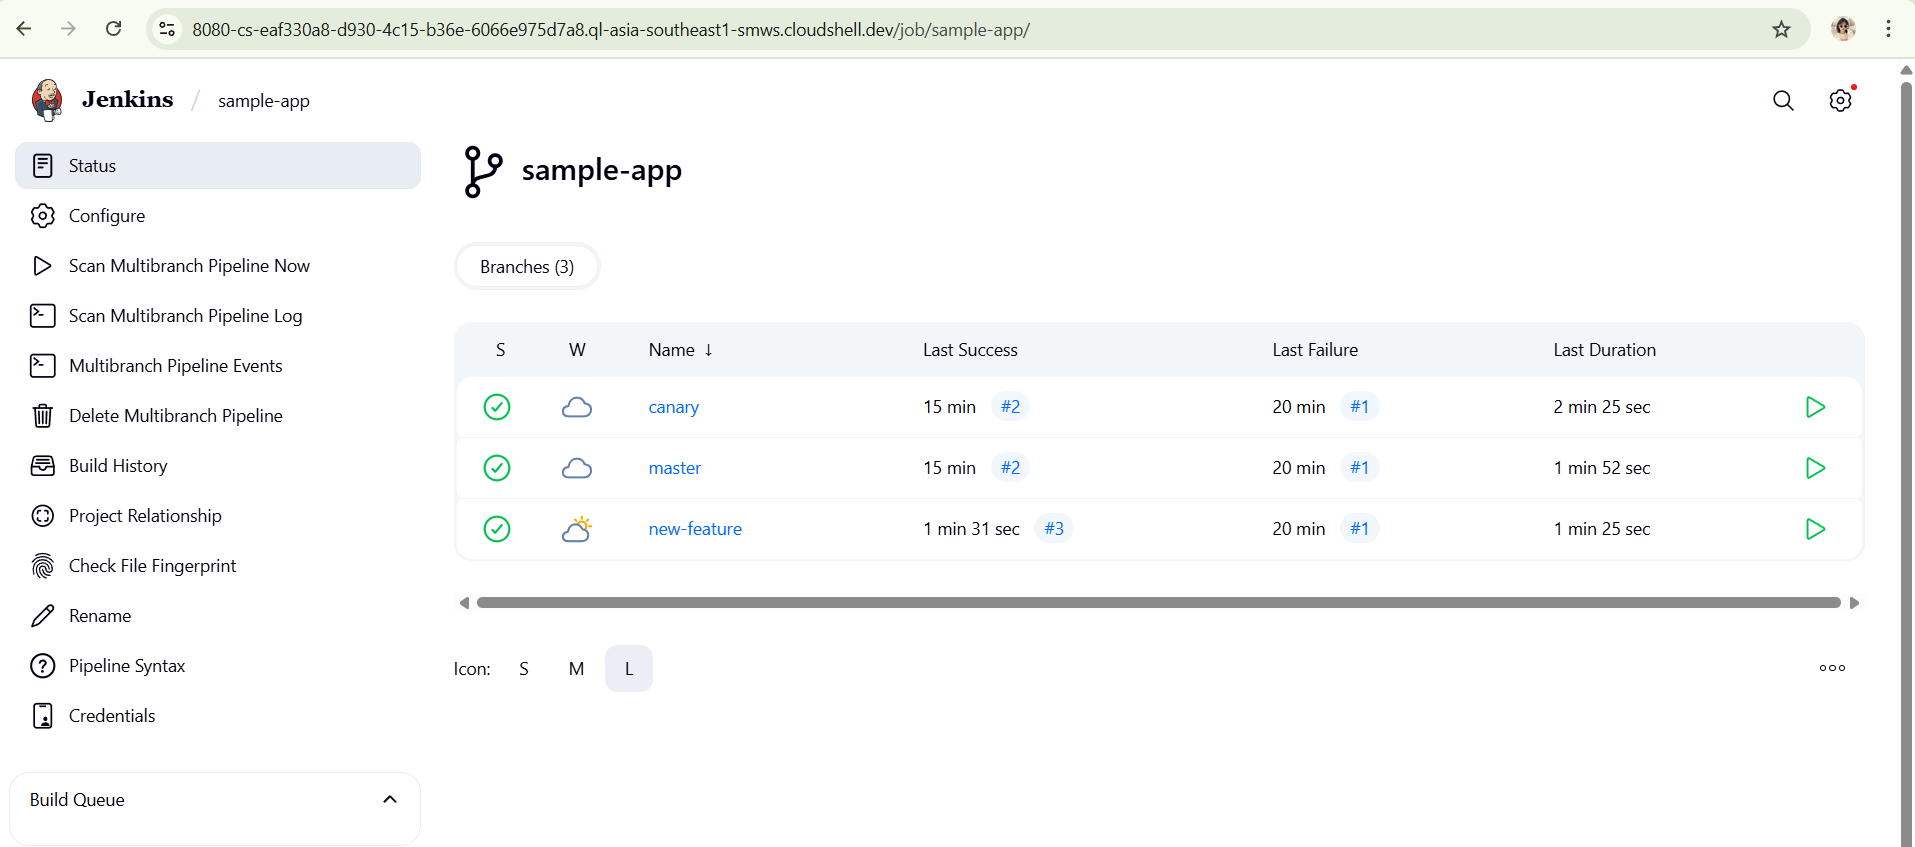 8080-cs-eaf330a8-d930-4c15-b36e-6066e975d7a8.ql-asia-southeast1-smws.cloudshell.dev/job/sample-app/
Jenkins / sample-app
Status
Configure
Scan Multibranch Pipeline Now
Scan Multibranch Pipeline Log
Multibranch Pipeline Events
Delete Multibranch Pipeline
Build History
Project Relationship
Check File Fingerprint
Rename
Pipeline Syntax
Credentials
Build Queue
sample-app
Branches (3)
S W Name ↓ Last Success Last Failure Last Duration
canary 15 min #2 20 min #1 2 min 25 sec
master 15 min #2 20 min #1 1 min 52 sec
new-feature 1 min 31 sec #3 20 min #1 1 min 25 sec
Icon: S M L